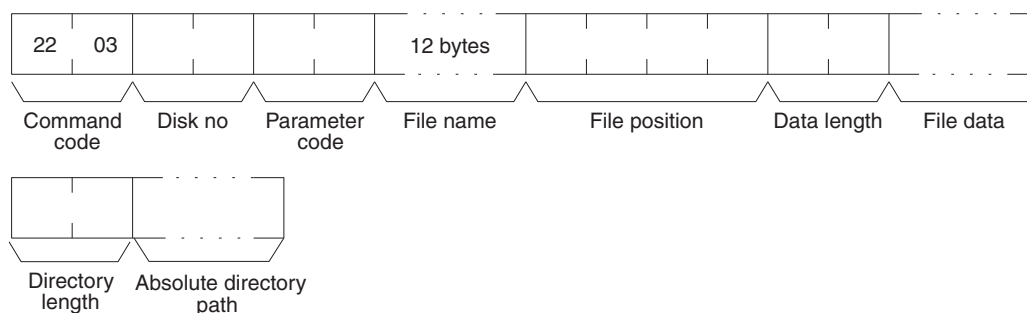 22 03 12 bytes
Command code Disk no Parameter code File name File position Data length File data
Directory length Absolute directory path